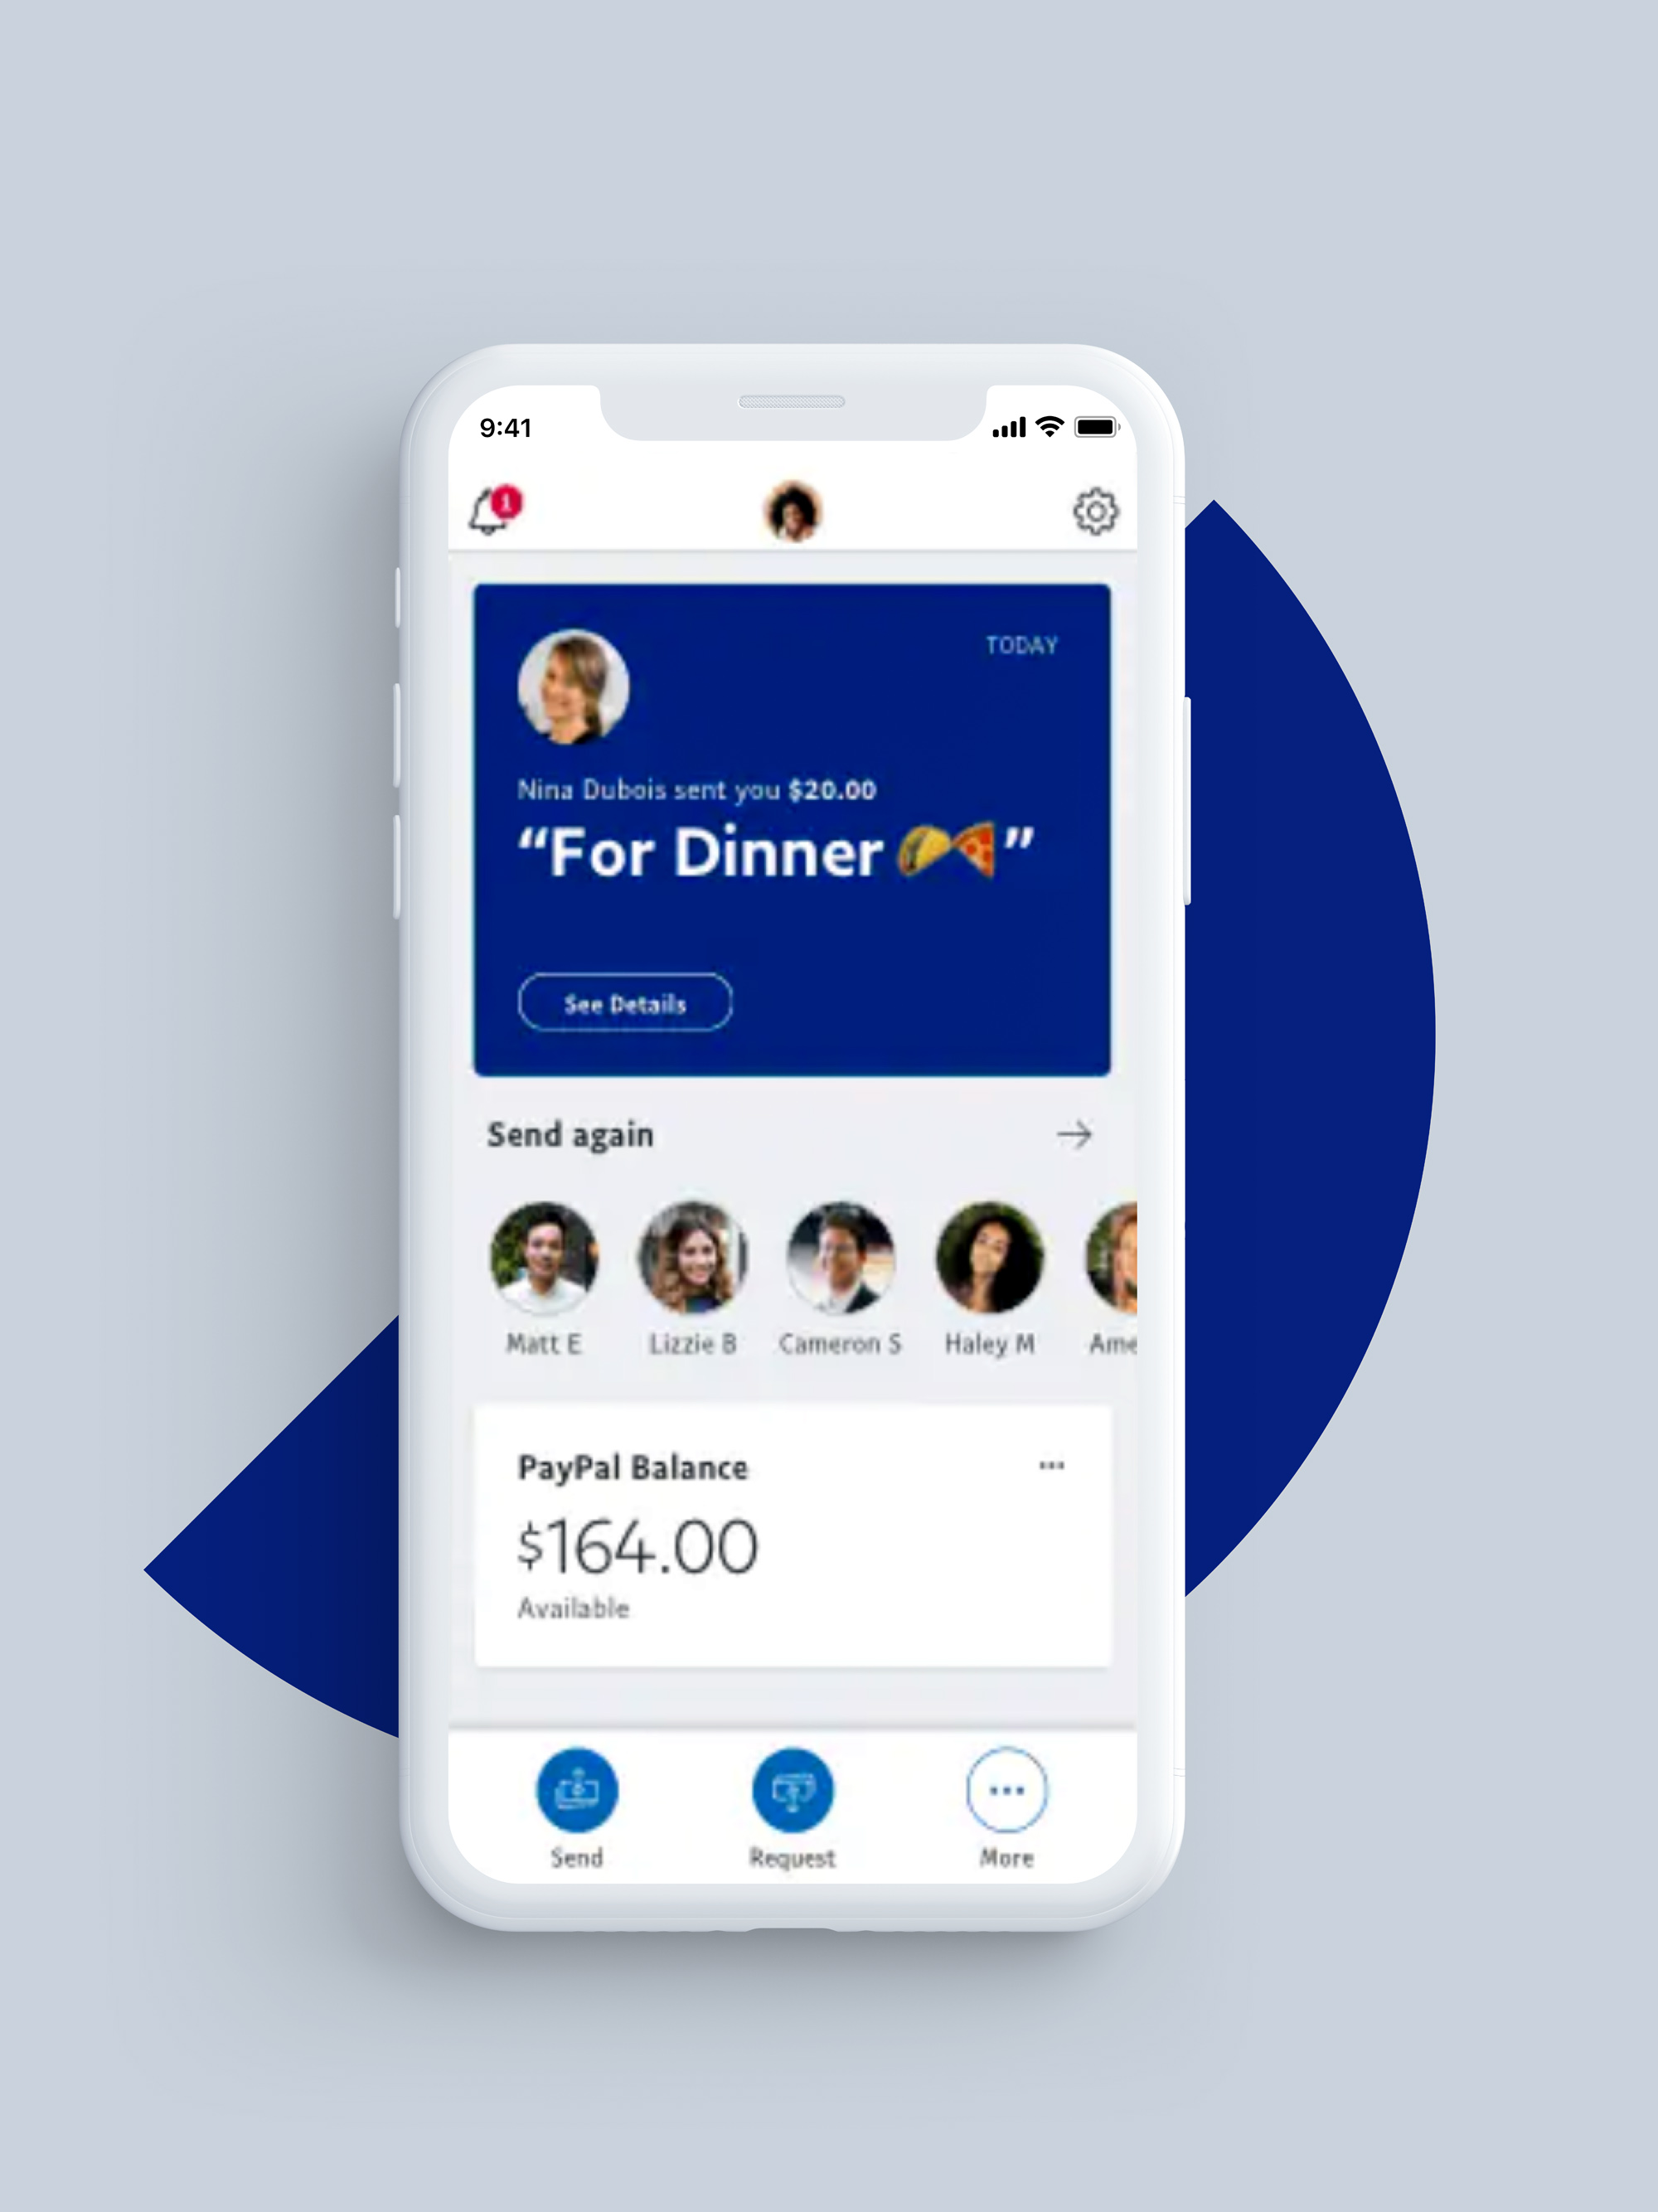 9:41
1
TODAY
Nina Dubois sent you $20.00
“For Dinner 🌮🍕”
See Details
Send again
Matt E
Lizzie B
Cameron S
Haley M
Ame
PayPal Balance
$164.00
Available
Send
Request
More